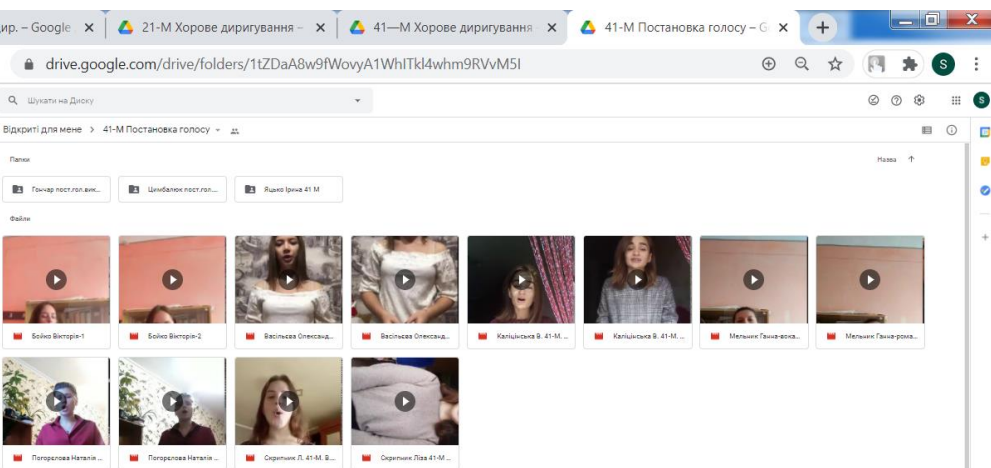 ир. – Google
21-М Хорове диригування –
41—М Хорове диригування
41-М Постановка голосу – G
drive.google.com/drive/folders/1tZDaA8w9fWovyA1WhITkl4whm9RVvM5I
S
Шукати на Диску
S
Відкриті для мене > 41-М Постановка голосу
Папки
Назва
Гончар пост.гол.вик...
Цимбалюк пост.гол....
Яцько Ірина 41 М
Файли
Бойко Вікторія-1
Бойко Вікторія-2
Васільєва Олександ...
Васільєва Олександ...
Каліцінська В. 41-М. ...
Каліцінська В. 41-М. ...
Мельник Ганна-вока...
Мельник Ганна-рома...
Погорєлова Наталія ...
Погорєлова Наталія ...
Скрипник Л. 41-М. В...
Скрипник Ліза 41-М ...